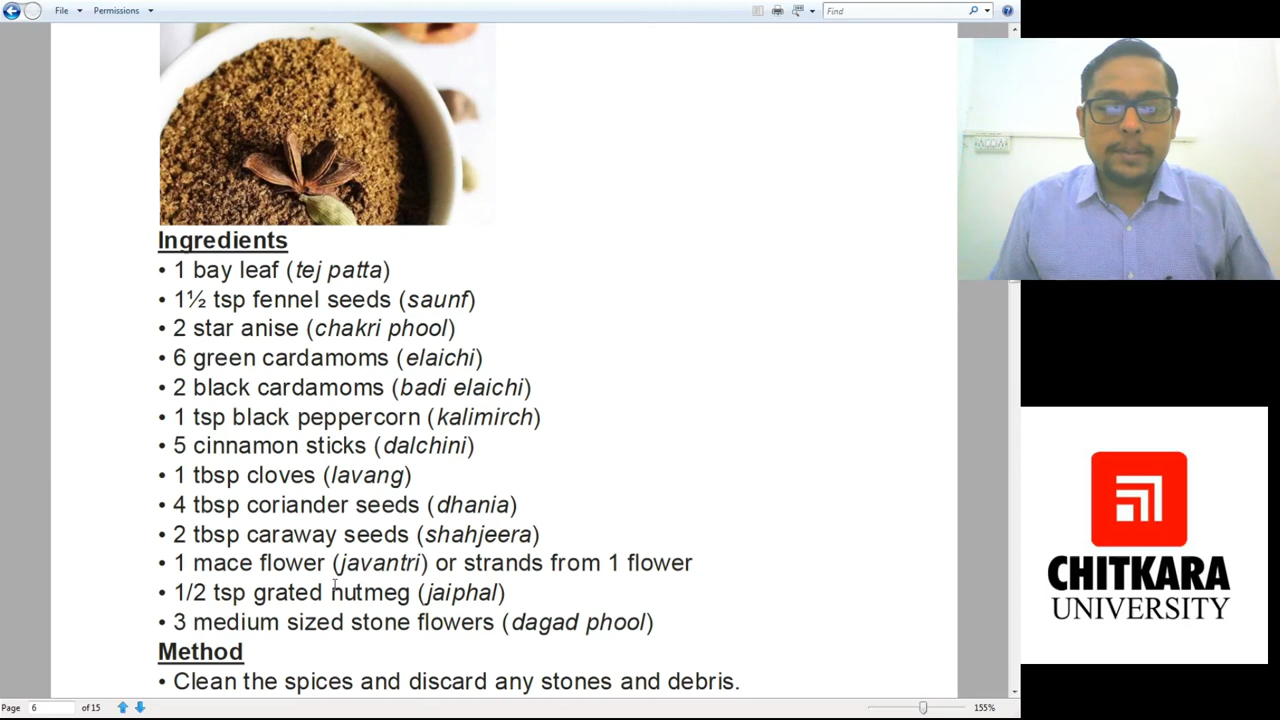 File
Permissions
Find
Ingredients
• 1 bay leaf (tej patta)
• 1½ tsp fennel seeds (saunf)
• 2 star anise (chakri phool)
• 6 green cardamoms (elaichi)
• 2 black cardamoms (badi elaichi)
• 1 tsp black peppercorn (kalimirch)
• 5 cinnamon sticks (dalchini)
• 1 tbsp cloves (lavang)
• 4 tbsp coriander seeds (dhania)
• 2 tbsp caraway seeds (shahjeera)
• 1 mace flower (javantri) or strands from 1 flower
• 1/2 tsp grated nutmeg (jaiphal)
• 3 medium sized stone flowers (dagad phool)
Method
• Clean the spices and discard any stones and debris.
CHITKARA
UNIVERSITY
Page 6 of 15
155%